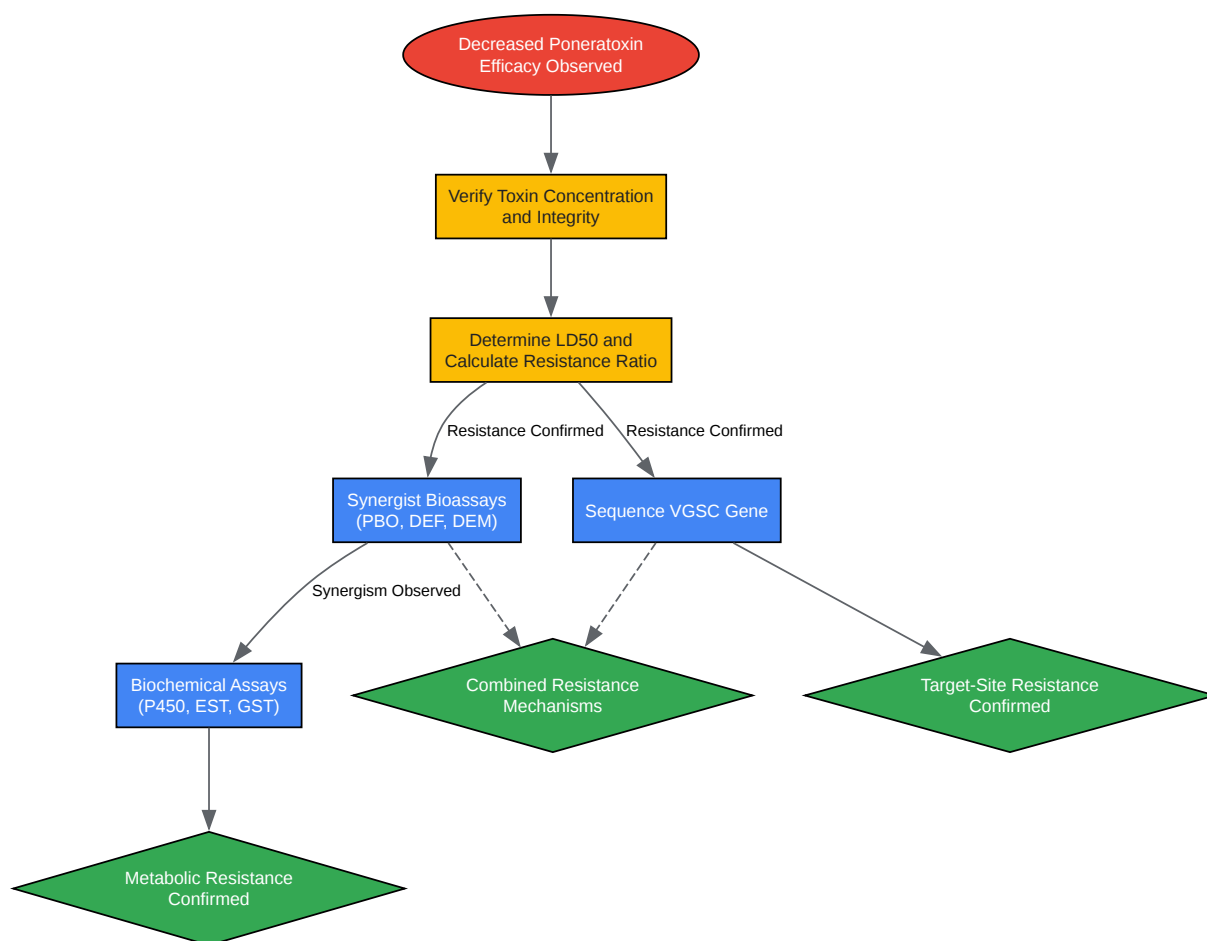 Decreased Poneratoxin
Efficacy Observed
Verify Toxin Concentration
and Integrity
Determine LD50 and
Calculate Resistance Ratio
Resistance Confirmed
Resistance Confirmed
Synergist Bioassays
(PBO, DEF, DEM)
Sequence VGSC Gene
Synergism Observed
Biochemical Assays
(P450, EST, GST)
Combined Resistance
Mechanisms
Target-Site Resistance
Confirmed
Metabolic Resistance
Confirmed